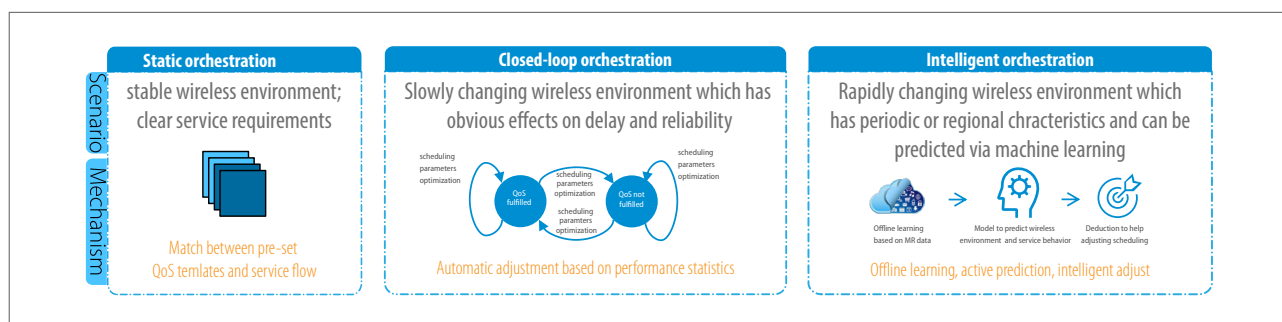 Static orchestration
Scenario
stable wireless environment;
clear service requirements
Mechanism
Match between pre-set
QoS temlates and service flow
Closed-loop orchestration
Slowly changing wireless environment which has
obvious effects on delay and reliability
scheduling
parameters
optimization
QoS
fulfilled
scheduling
parameters
optimization
scheduling
paramters
optimization
QoS not
fulfilled
scheduling
parameters
optimization
Automatic adjustment based on performance statistics
Intelligent orchestration
Rapidly changing wireless environment which
has periodic or regional chracteristics and can be
predicted via machine learning
Offline learning
based on MR data
Model to predict wireless
environment and service behavior
Deduction to help
adjusting scheduling
Offline learning, active prediction, intelligent adjust